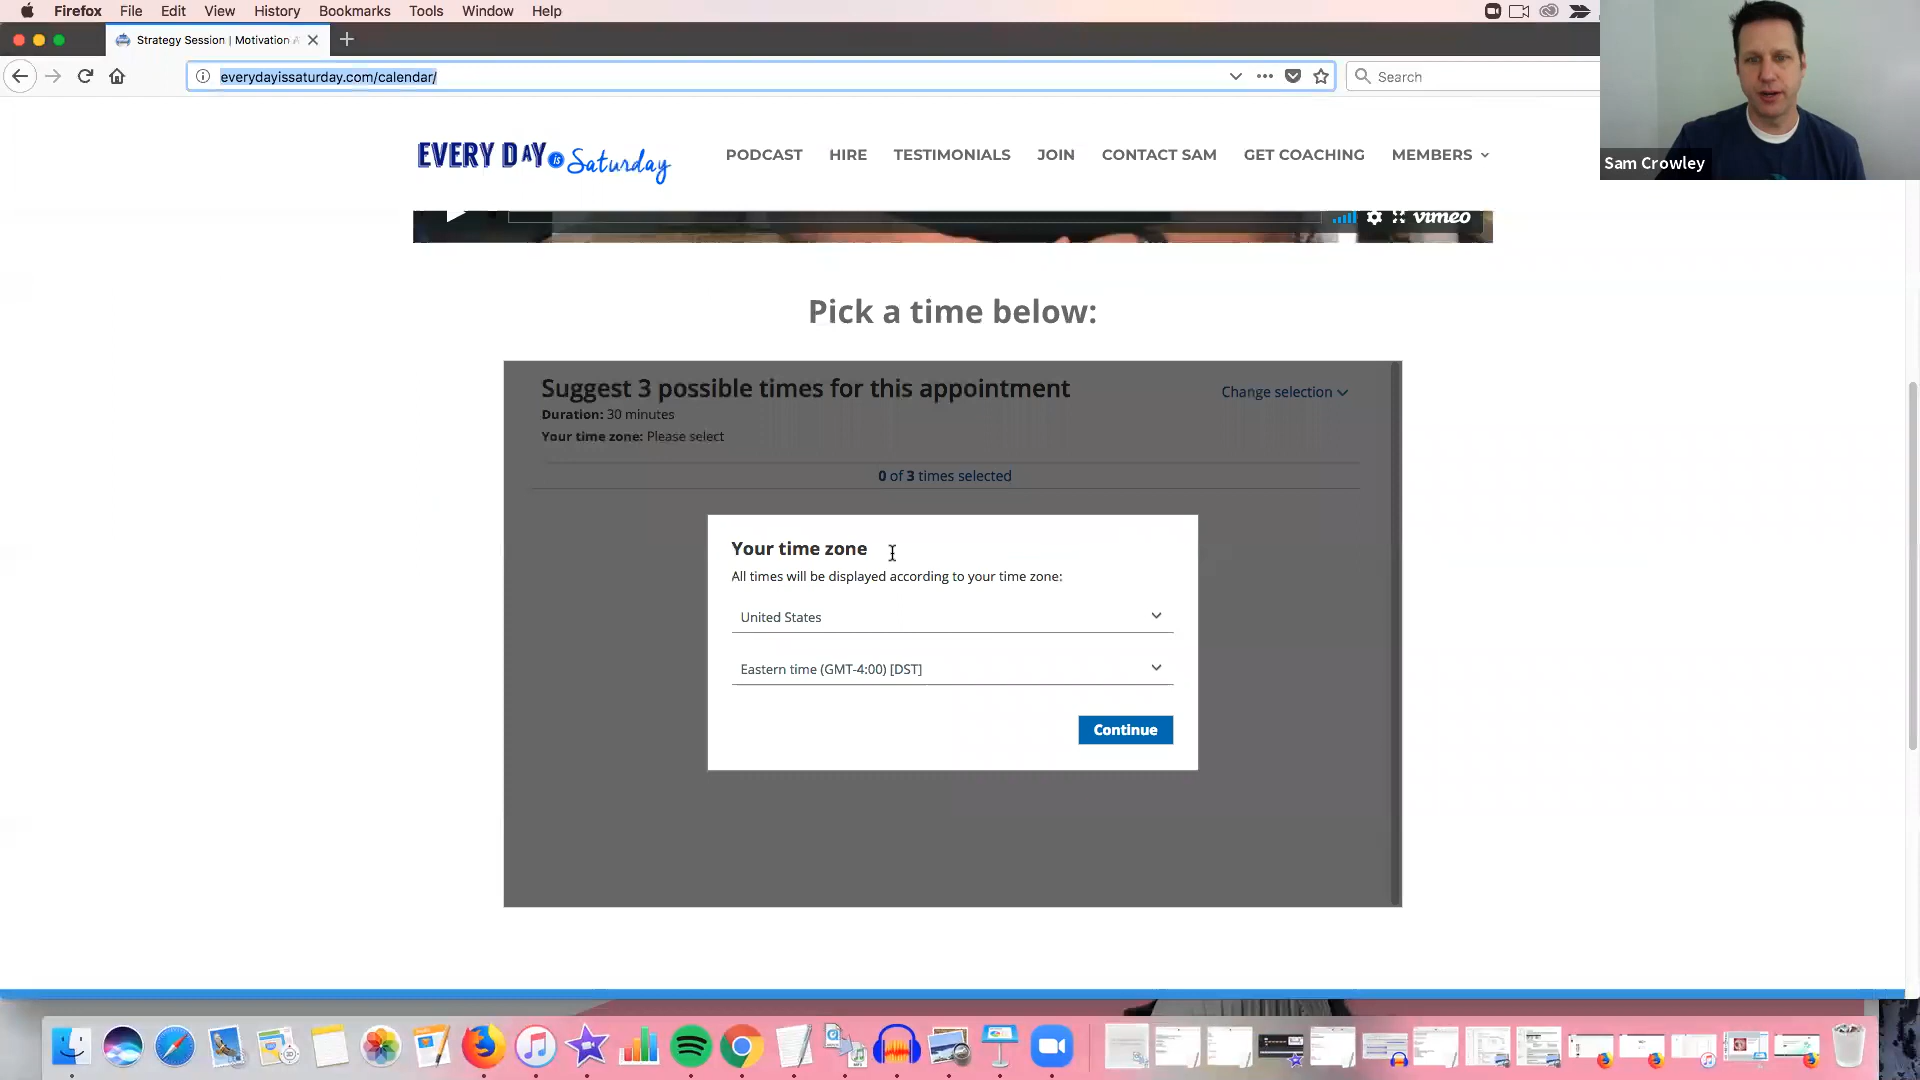 Firefox File Edit View History Bookmarks Tools Window Help
Strategy Session | Motivation
everydayissaturday.com/calendar/
Search
EVERY DAY is Saturday
PODCAST HIRE TESTIMONIALS JOIN CONTACT SAM GET COACHING MEMBERS
Sam Crowley
vimeo
Pick a time below:
Suggest 3 possible times for this appointment
Change selection
Duration: 30 minutes
Your time zone: Please select
0 of 3 times selected
Your time zone
All times will be displayed according to your time zone:
United States
Eastern time (GMT-4:00) [DST]
Continue